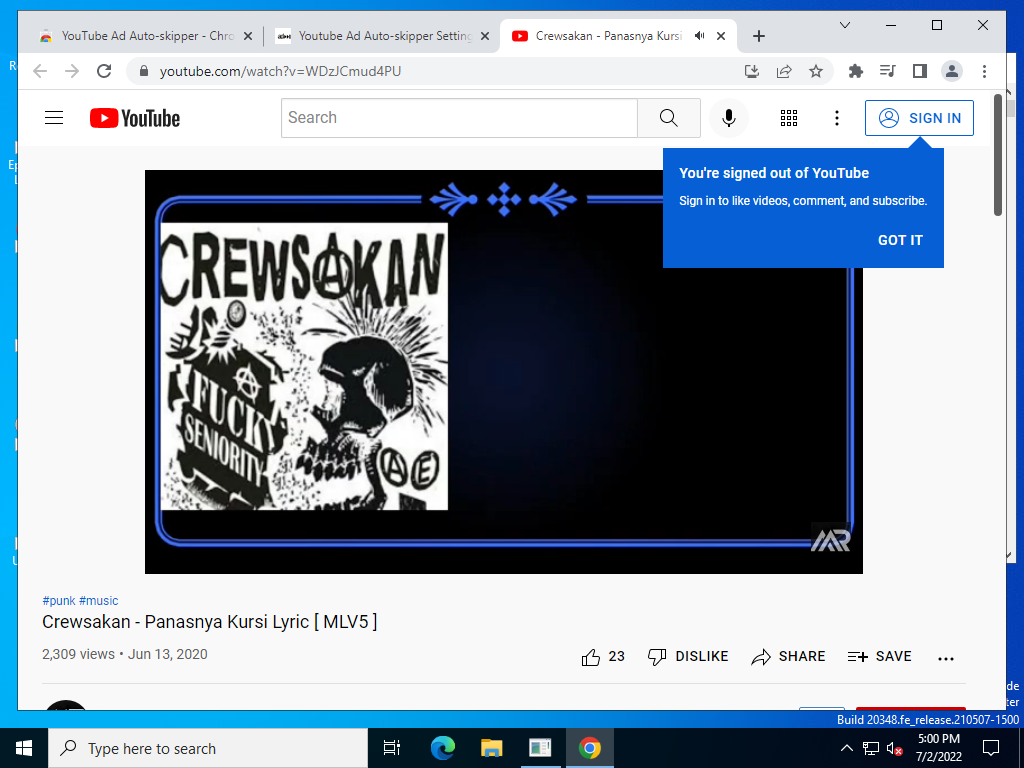 YouTube Ad Auto-skipper - Chro
Youtube Ad Auto-skipper Setting
Crewsakan - Panasnya Kursi
youtube.com/watch?v=WDzJCmud4PU
YouTube
Search
SIGN IN
You're signed out of YouTube
Sign in to like videos, comment, and subscribe.
GOT IT
CREWSAKAN
FUCK
SENIORITY
A E
MR
#punk #music
Crewsakan - Panasnya Kursi Lyric [ MLV5 ]
2,309 views • Jun 13, 2020
23
DISLIKE
SHARE
SAVE
Build 20348.fe_release.210507-1500
Type here to search
5:00 PM
7/2/2022